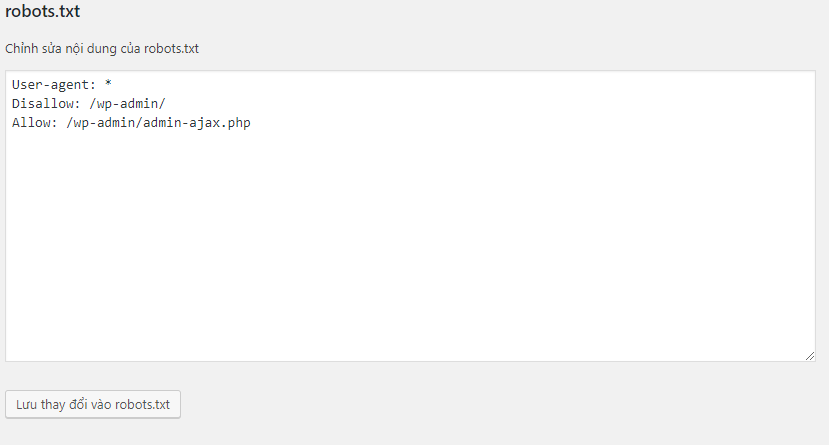 robots.txt
Chỉnh sửa nội dung của robots.txt
User-agent: *
Disallow: /wp-admin/
Allow: /wp-admin/admin-ajax.php
Lưu thay đổi vào robots.txt